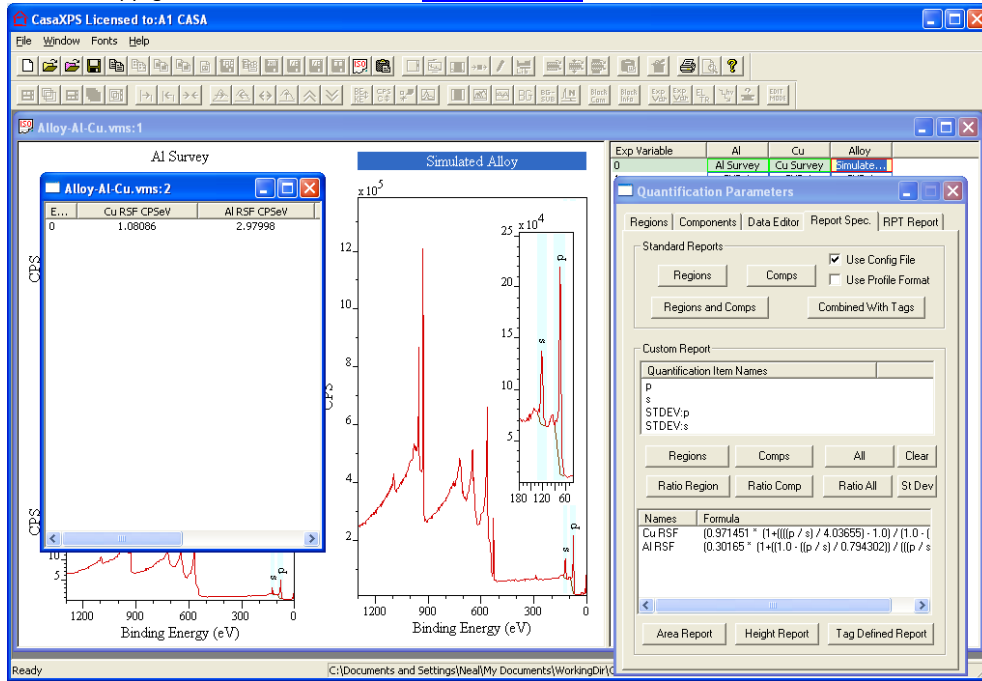 CasaXPS Licensed to:A1 CASA
File Window Fonts Help
Alloy-Al-Cu.vms:1
Al Survey
Simulated Alloy
Exp Variable Al Cu Alloy
0 Al Survey Cu Survey Simulate...
Alloy-Al-Cu.vms:2
E... Cu RSF CPSeV Al RSF CPSeV
0 1.08086 2.97998
CPS
CPS
10
5
s p
1200 900 600 300 0
Binding Energy (eV)
x 10^5
12
10
8
6
4
2
CPS
s p
1200 900 600 300 0
Binding Energy (eV)
x 10^4
25
20
15
10
5
s p
180 120 60
Quantification Parameters
Regions Components Data Editor Report Spec. RPT Report
Standard Reports
Use Config File
Regions Comps Use Profile Format
Regions and Comps Combined With Tags
Custom Report
Quantification Item Names
p
s
STDEV:p
STDEV:s
Regions Comps All Clear
Ratio Region Ratio Comp Ratio All St Dev
Names Formula
Cu RSF (0.971451 * (1+((((p / s) / 4.03655) - 1.0) / (1.0 - (
Al RSF (0.30165 * (1+((1.0 - ((p / s) / 0.794302)) / (((p / s
Area Report Height Report Tag Defined Report
Ready C:\Documents and Settings\Neal\My Documents\WorkingDir\